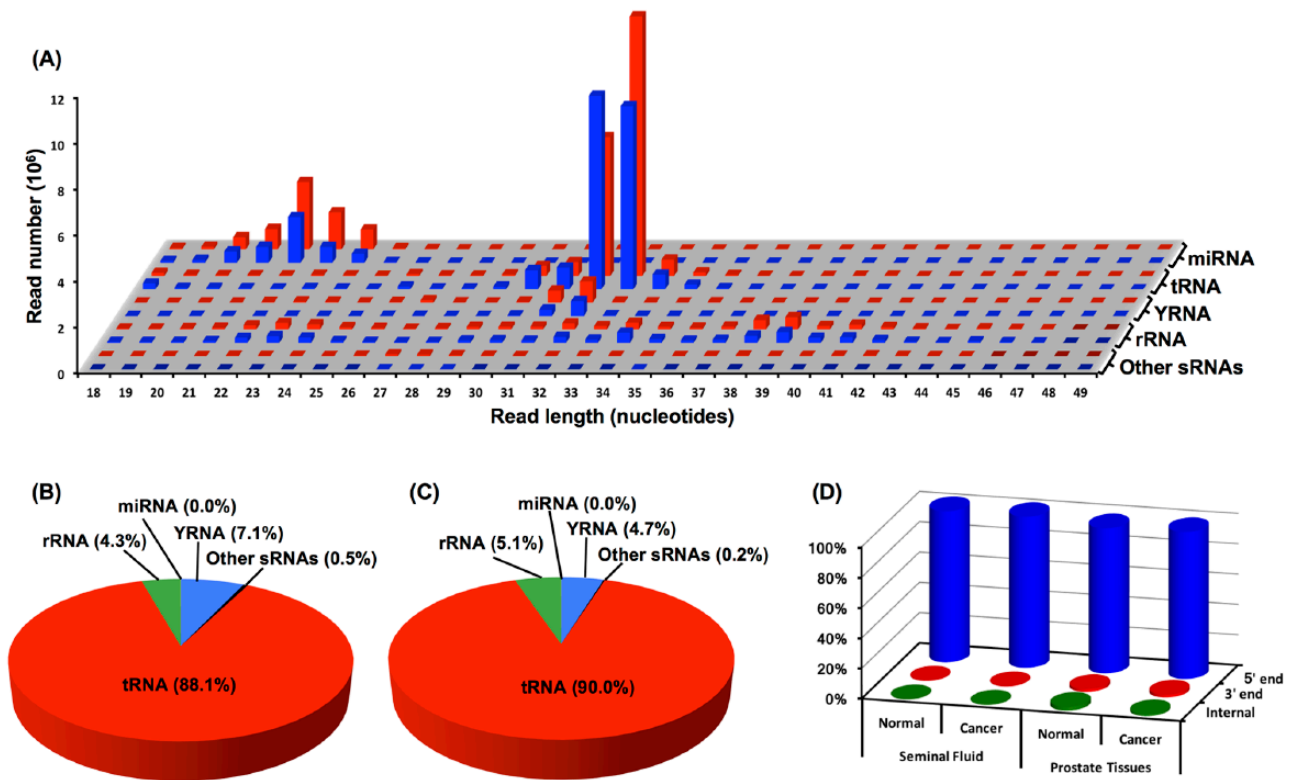 (A)
Read number (10⁶)
12
10
8
6
4
2
0
miRNA
tRNA
YRNA
rRNA
Other sRNAs
18 19 20 21 22 23 24 25 26 27 28 29 30 31 32 33 34 35 36 37 38 39 40 41 42 43 44 45 46 47 48 49
Read length (nucleotides)
(B)
miRNA (0.0%)
YRNA (7.1%)
rRNA (4.3%)
Other sRNAs (0.5%)
tRNA (88.1%)
(C)
miRNA (0.0%)
YRNA (4.7%)
rRNA (5.1%)
Other sRNAs (0.2%)
tRNA (90.0%)
(D)
100%
80%
60%
40%
20%
0%
5' end
3' end
Internal
Normal Cancer Normal Cancer
Seminal Fluid Prostate Tissues